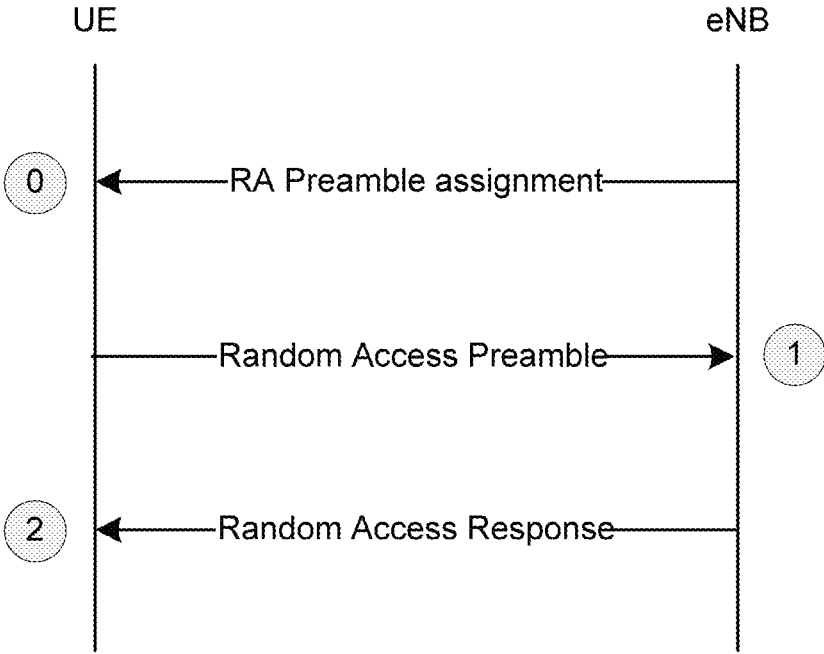 UE
eNB
0
RA Preamble assignment
Random Access Preamble
1
2
Random Access Response